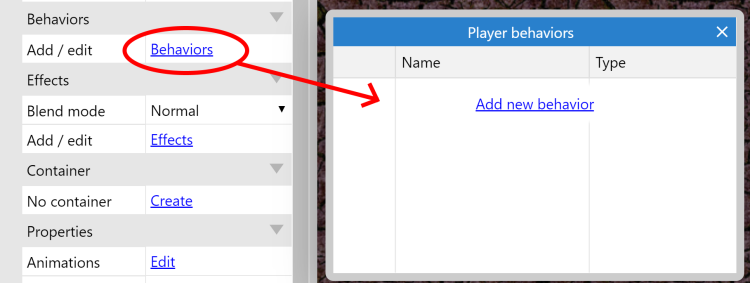 Behaviors
Add / edit Behaviors
Effects
Blend mode Normal
Add / edit Effects
Container
No container Create
Properties
Animations Edit
Player behaviors
Name Type
Add new behavior